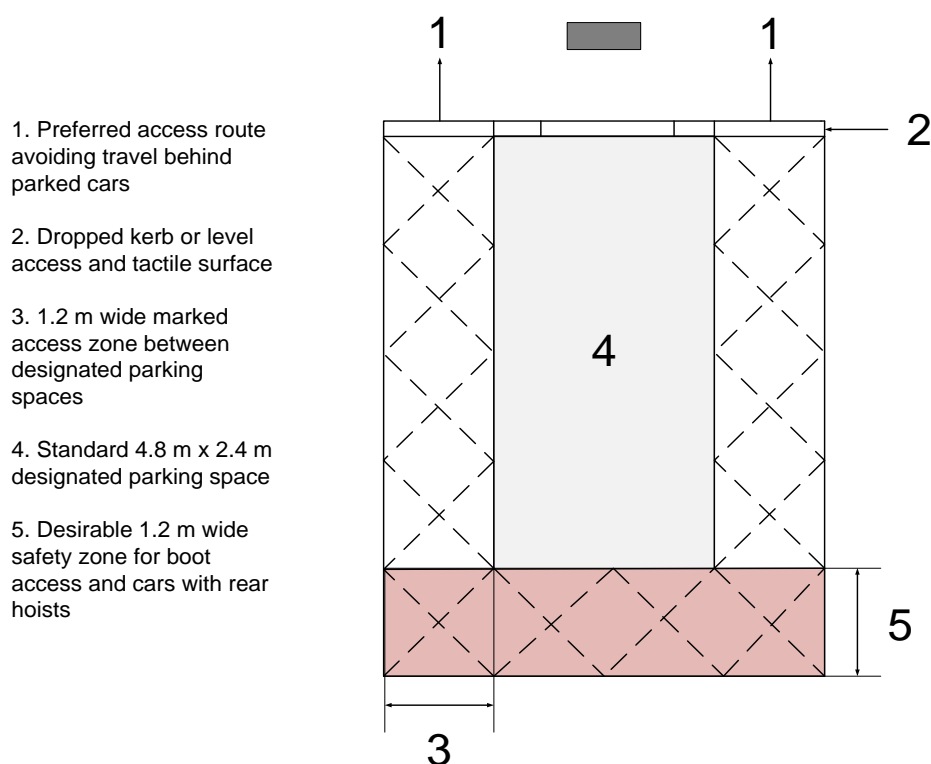 1. Preferred access route
avoiding travel behind
parked cars
2. Dropped kerb or level
access and tactile surface
3. 1.2 m wide marked
access zone between
designated parking
spaces
4. Standard 4.8 m x 2.4 m
designated parking space
5. Desirable 1.2 m wide
safety zone for boot
access and cars with rear
hoists
1
1
2
4
5
3